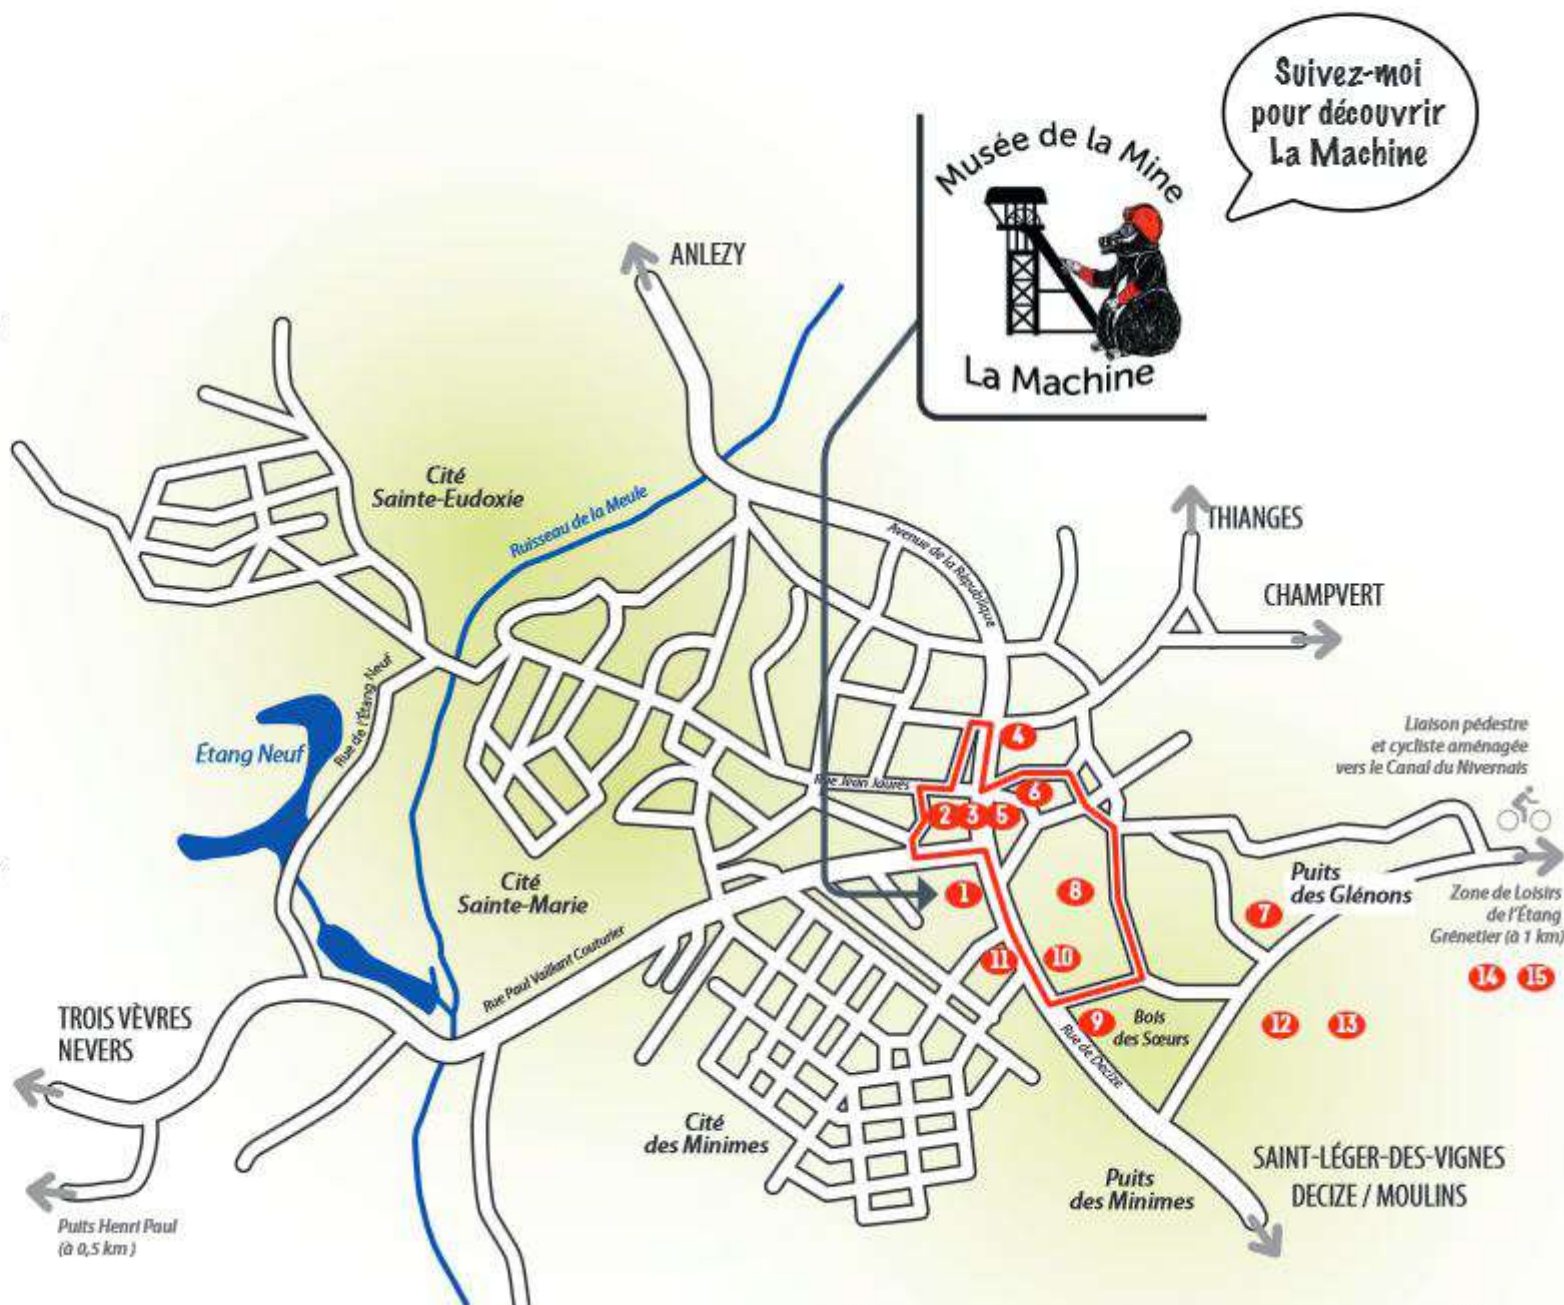 Suivez-moi
pour découvrir
La Machine
Musée de la Mine
La Machine
ANLEZY
THIANGES
CHAMPVERT
Cité
Sainte-Eudoxie
Ruisseau de la Meule
Avenue de la République
Rue de l'Étang Neuf
Étang Neuf
Liaison pédestre
et cycliste aménagée
vers le Canal du Nivernais
4
Rue Jean Jaurès
6
2 3 5
Cité
Sainte-Marie
1
8
Puits
des Glénons
7
Zone de Loisirs
de l'Étang
Grénetier (à 1 km)
14 15
Rue Paul Vaillant Couturier
11
10
9
Bois
des Sœurs
12 13
Rue de Decize
TROIS VÈVRES
NEVERS
Cité
des Minimes
Puits
des Minimes
SAINT-LÉGER-DES-VIGNES
DECIZE / MOULINS
Puits Henri Paul
(à 0,5 km )